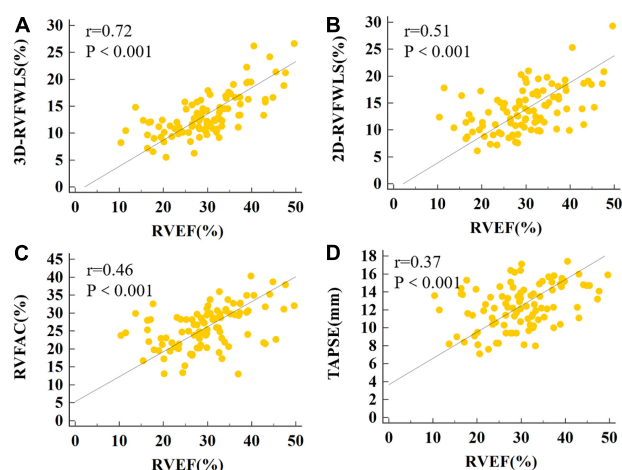 A
r=0.72
P < 0.001
3D-RVFWLS(%)
30
25
20
15
10
5
0
0 10 20 30 40 50
RVEF(%)
B
r=0.51
P < 0.001
2D-RVFWLS(%)
30
25
20
15
10
5
0
0 10 20 30 40 50
RVEF(%)
C
r=0.46
P < 0.001
RVFAC(%)
45
40
35
30
25
20
15
10
5
0
0 10 20 30 40 50
RVEF(%)
D
r=0.37
P < 0.001
TAPSE(mm)
18
16
14
12
10
8
6
4
2
0
0 10 20 30 40 50
RVEF(%)